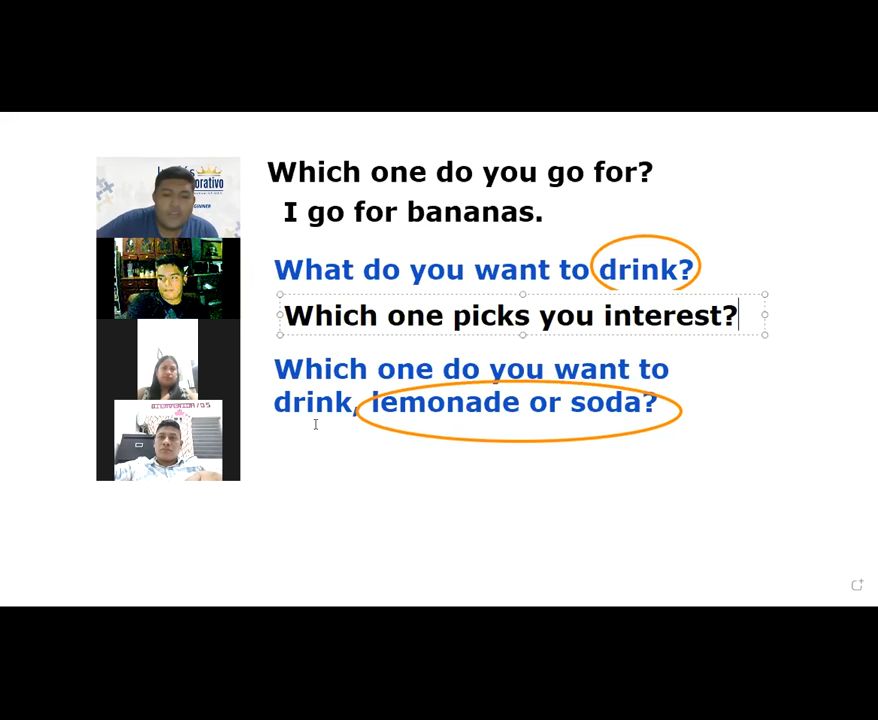 Which one do you go for?
I go for bananas.
What do you want to drink?
Which one picks you interest?
Which one do you want to
drink, lemonade or soda?